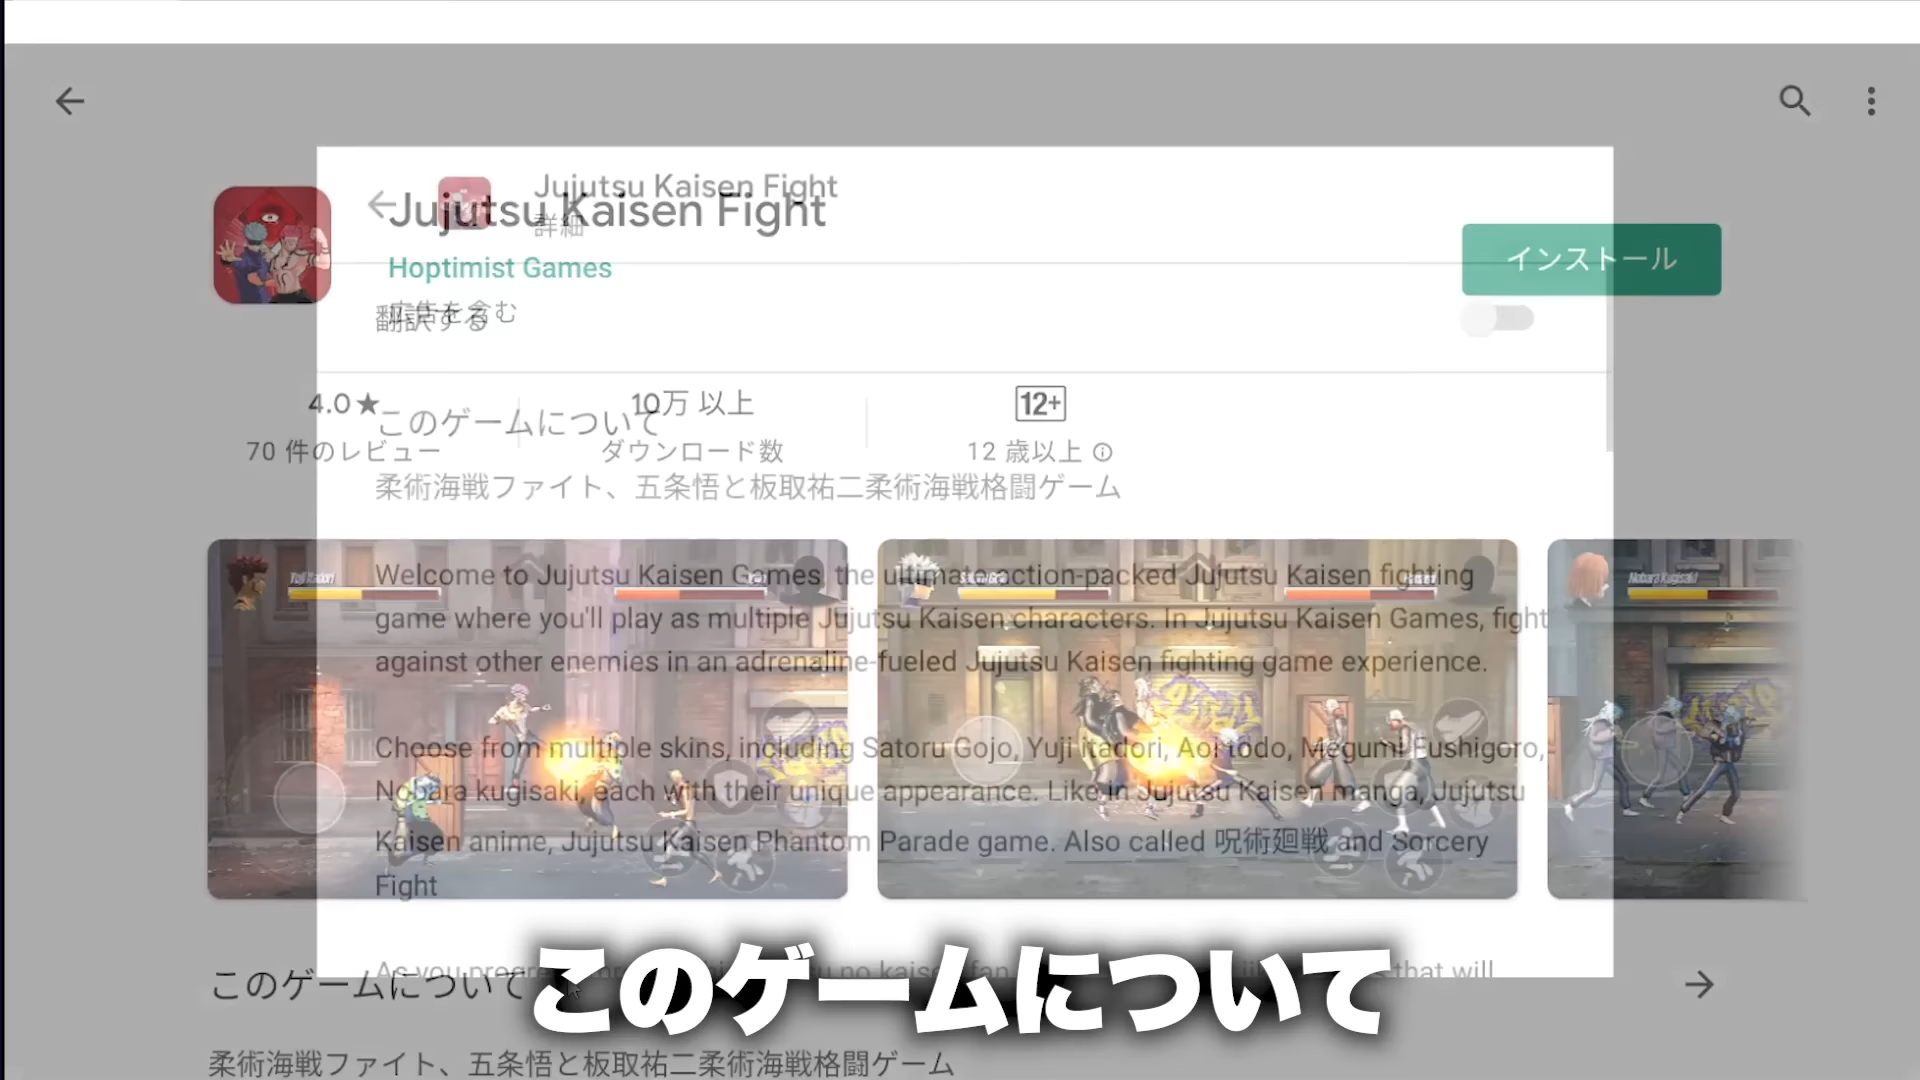 Jujutsu Kaisen Fight
詳細
Jujutsu Kaisen Fight
Hoptimist Games
インストール
広告を含む
翻訳する
4.0★
10万 以上
12+
このゲームについて
70 件のレビュー
ダウンロード数
12 歳以上
柔術海戦ファイト、五条悟と板取祐二柔術海戦格闘ゲーム
Yuji Itadori
Nobara Kugisaki
Welcome to Jujutsu Kaisen Games, the ultimate action-packed Jujutsu Kaisen fighting
game where you'll play as multiple Jujutsu Kaisen characters. In Jujutsu Kaisen Games, fight
against other enemies in an adrenaline-fueled Jujutsu Kaisen fighting game experience.
Choose from multiple skins, including Satoru Gojo, Yuji itadori, Aoi todo, Megumi Fushigoro,
Nobara kugisaki, each with their unique appearance. Like in Jujutsu Kaisen manga, Jujutsu
Kaisen anime, Jujutsu Kaisen Phantom Parade game. Also called 呪術廻戦 and Sorcery
Fight
As you that will
このゲームについて
このゲームについて
柔術海戦ファイト、五条悟と板取祐二柔術海戦格闘ゲーム